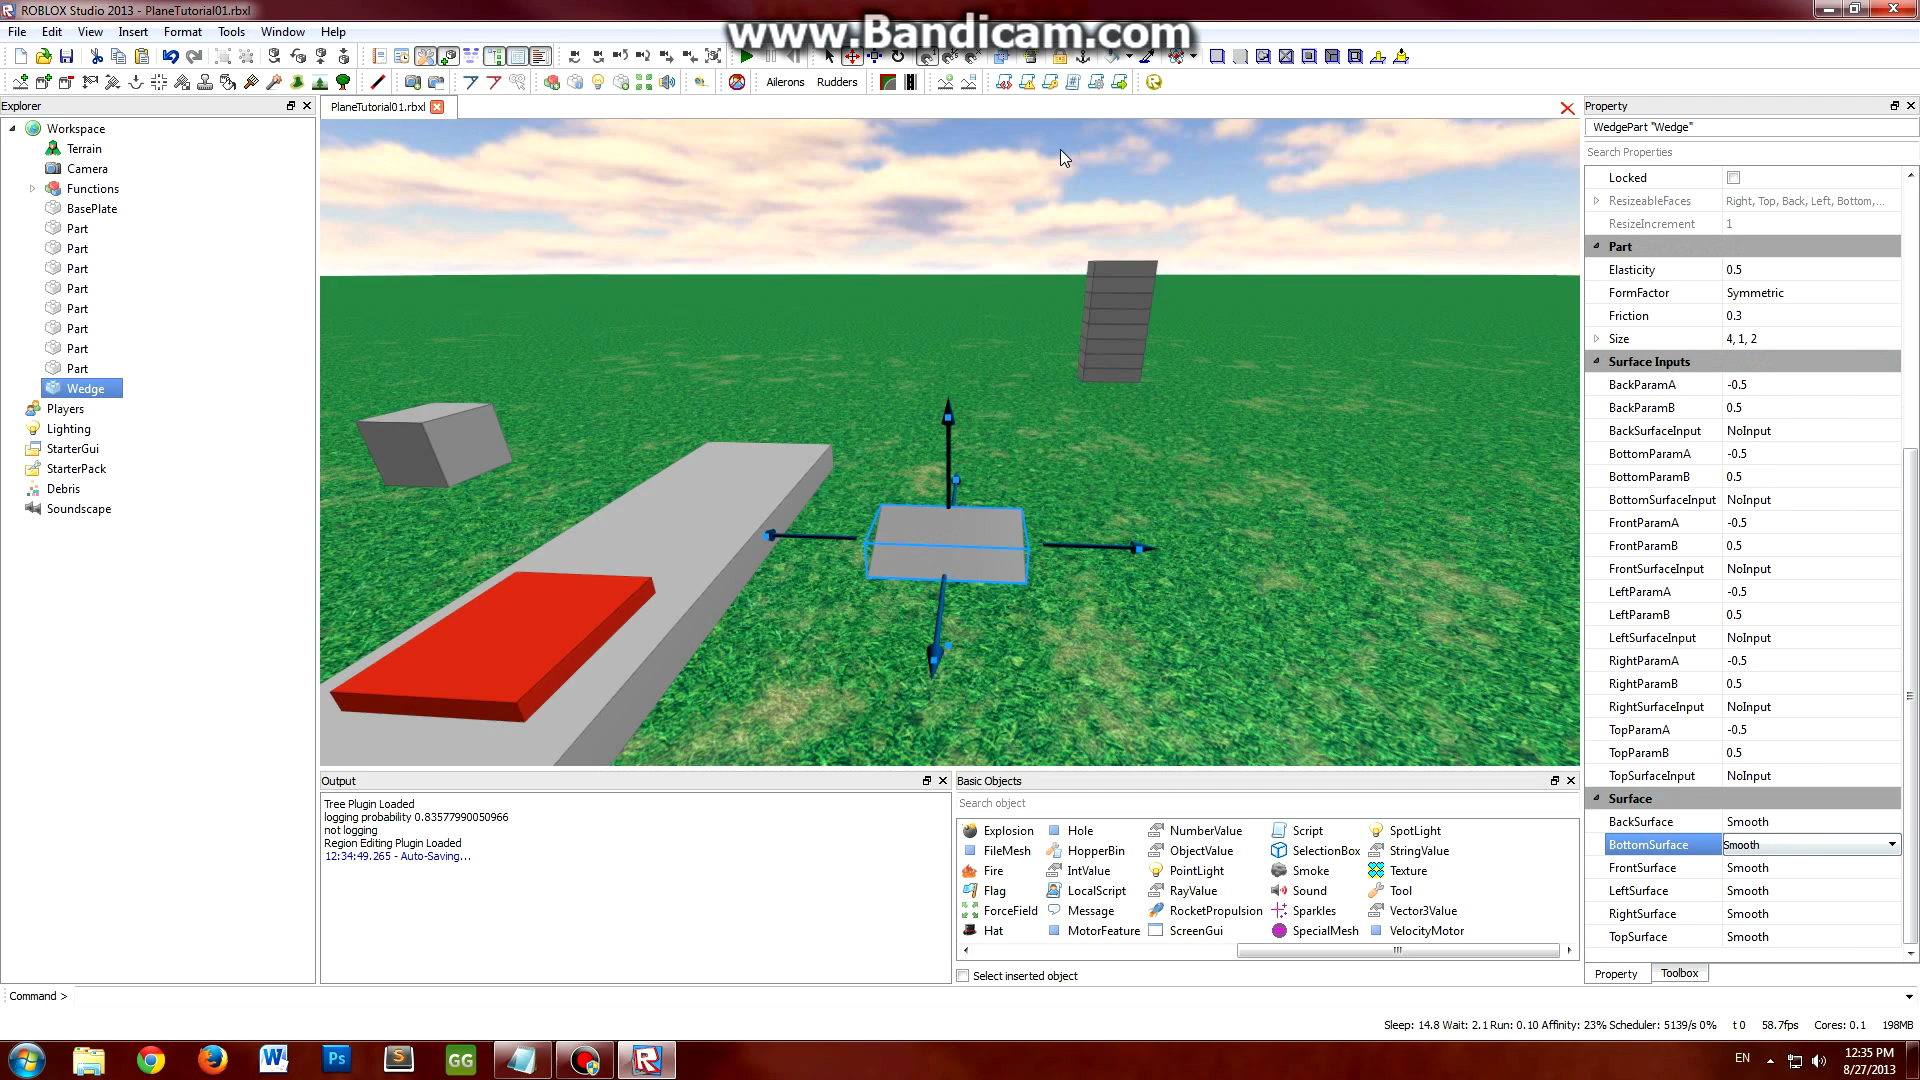 ROBLOX Studio 2013 - PlaneTutorial01.rbxl
www.Bandicam.com
File Edit View Insert Format Tools Window Help
Ailerons Rudders
Explorer
Workspace
Terrain
Camera
Functions
BasePlate
Part
Part
Part
Part
Part
Part
Part
Part
Wedge
Players
Lighting
StarterGui
StarterPack
Debris
Soundscape
PlaneTutorial01.rbxl
Property
WedgePart "Wedge"
Search Properties
Locked
ResizeableFaces Right, Top, Back, Left, Bottom,...
ResizeIncrement 1
Part
Elasticity 0.5
FormFactor Symmetric
Friction 0.3
Size 4, 1, 2
Surface Inputs
BackParamA -0.5
BackParamB 0.5
BackSurfaceInput NoInput
BottomParamA -0.5
BottomParamB 0.5
BottomSurfaceInput NoInput
FrontParamA -0.5
FrontParamB 0.5
FrontSurfaceInput NoInput
LeftParamA -0.5
LeftParamB 0.5
LeftSurfaceInput NoInput
RightParamA -0.5
RightParamB 0.5
RightSurfaceInput NoInput
TopParamA -0.5
TopParamB 0.5
TopSurfaceInput NoInput
Surface
BackSurface Smooth
BottomSurface Smooth
FrontSurface Smooth
LeftSurface Smooth
RightSurface Smooth
TopSurface Smooth
Property Toolbox
Output
Tree Plugin Loaded
logging probability 0.83577990050966
not logging
Region Editing Plugin Loaded
12:34:49.265 - Auto-Saving...
Basic Objects
Search object
Explosion Hole NumberValue Script SpotLight
FileMesh HopperBin ObjectValue SelectionBox StringValue
Fire IntValue PointLight Smoke Texture
Flag LocalScript RayValue Sound Tool
ForceField Message RocketPropulsion Sparkles Vector3Value
Hat MotorFeature ScreenGui SpecialMesh VelocityMotor
Select inserted object
Command >
Sleep: 14.8 Wait: 2.1 Run: 0.10 Affinity: 23% Scheduler: 5139/s 0% t 0 58.7fps Cores: 0.1 198MB
W Ps S GG R
EN
12:35 PM
8/27/2013